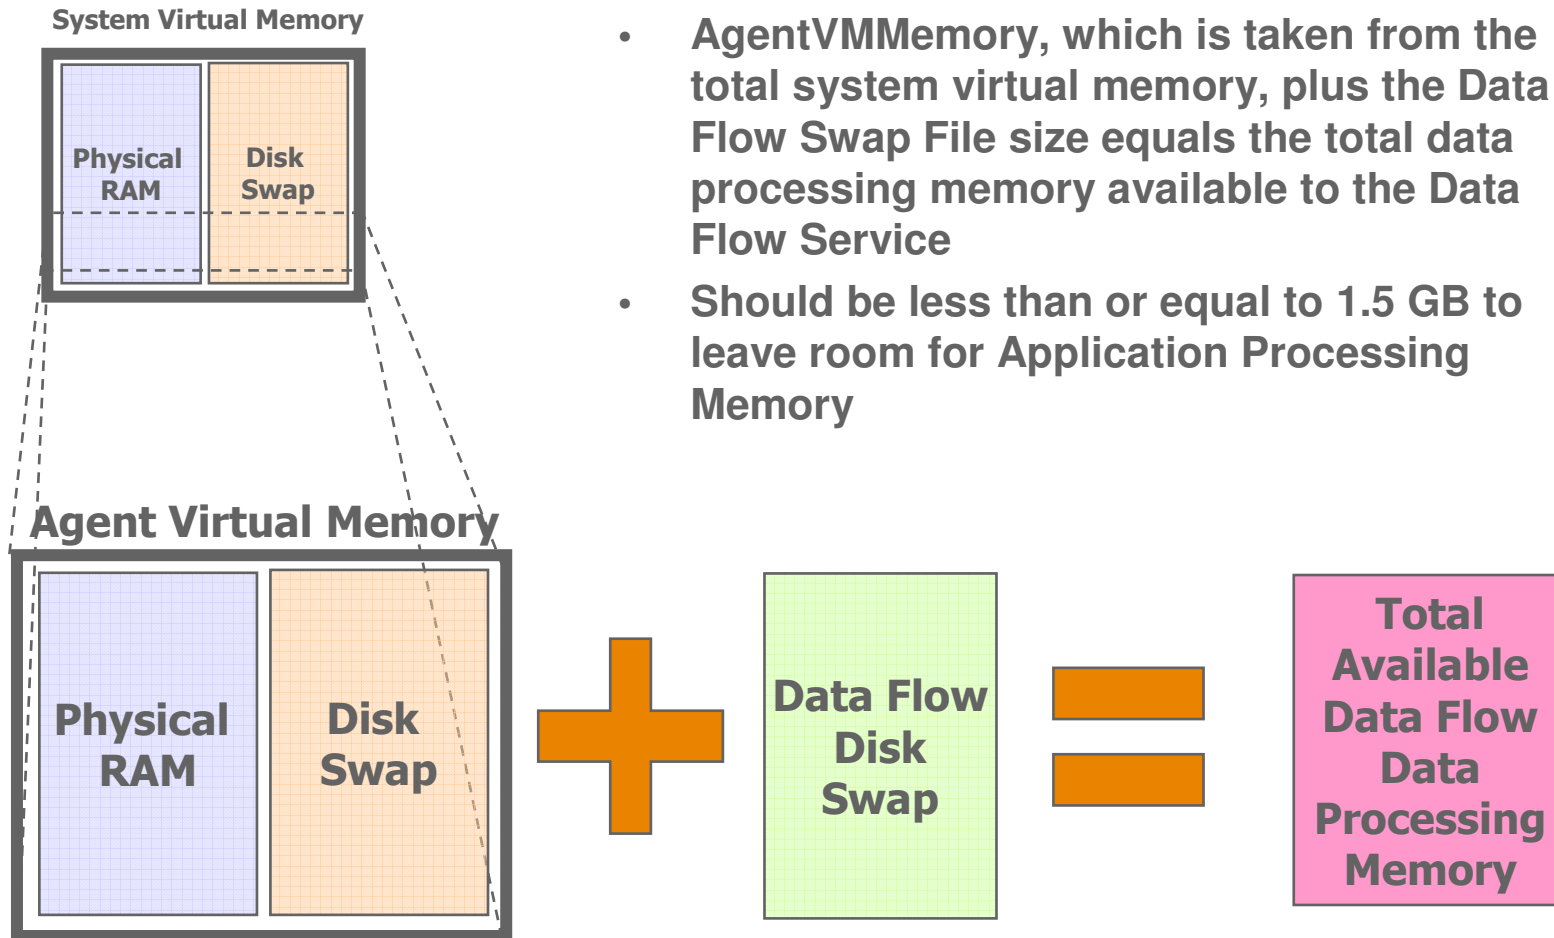 System Virtual Memory
Physical
RAM
Disk
Swap
• AgentVMMemory, which is taken from the
total system virtual memory, plus the Data
Flow Swap File size equals the total data
processing memory available to the Data
Flow Service
• Should be less than or equal to 1.5 GB to
leave room for Application Processing
Memory
Agent Virtual Memory
Physical
RAM
Disk
Swap
Data Flow
Disk
Swap
Total
Available
Data Flow
Data
Processing
Memory